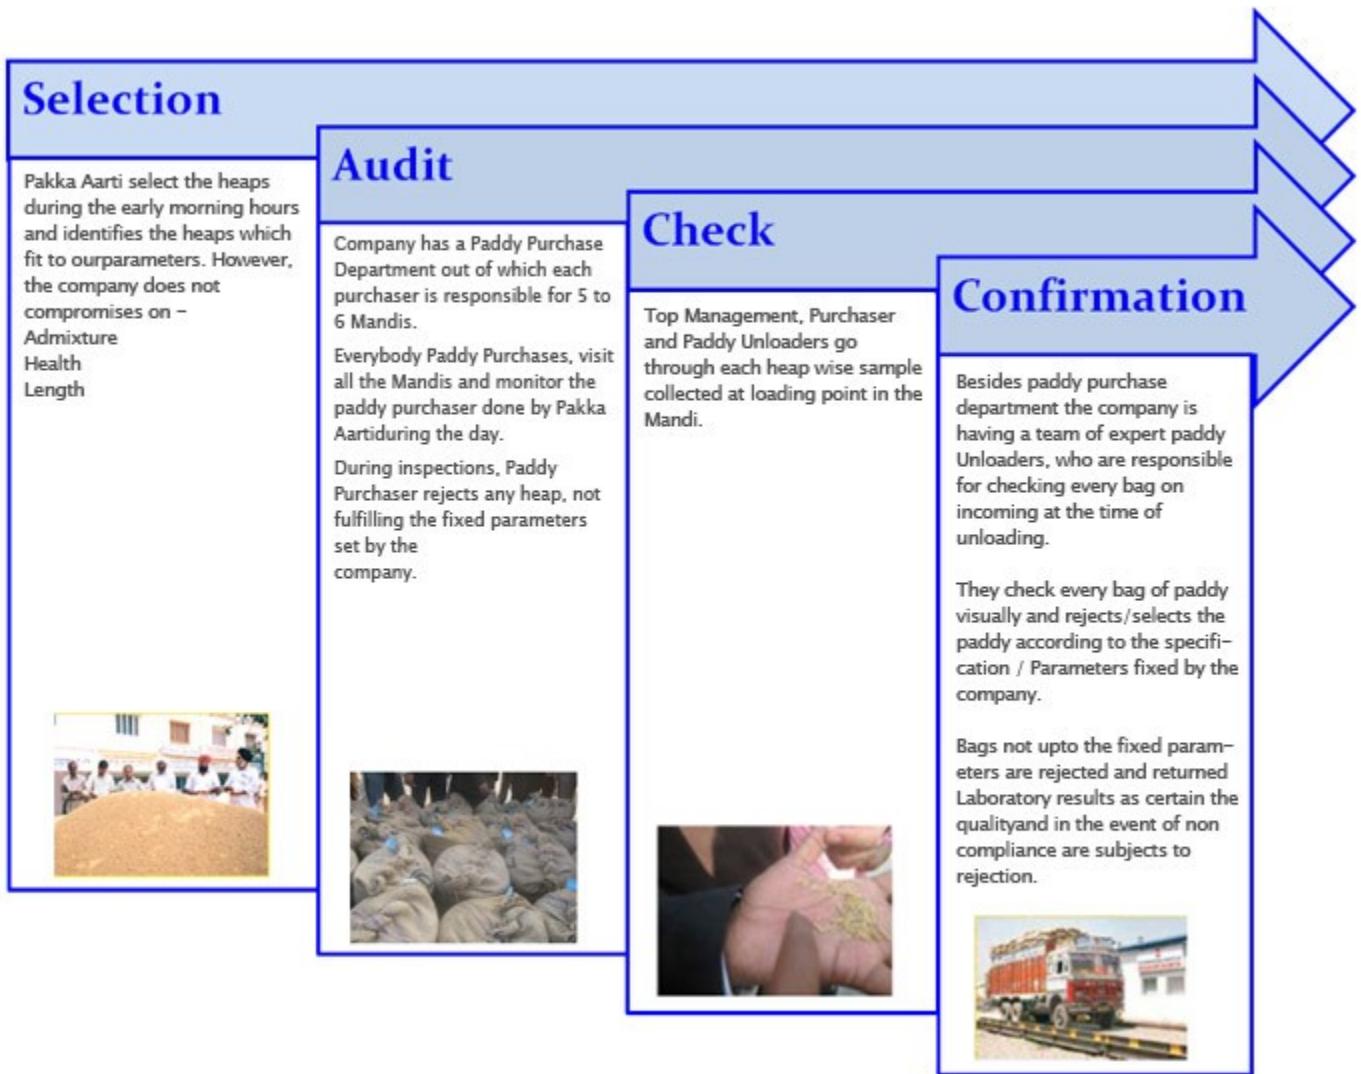 Selection
Pakka Aarti select the heaps
during the early morning hours
and identifies the heaps which
fit to ourparameters. However,
the company does not
compromises on –
Admixture
Health
Length
Audit
Company has a Paddy Purchase
Department out of which each
purchaser is responsible for 5 to
6 Mandis.
Everybody Paddy Purchases, visit
all the Mandis and monitor the
paddy purchaser done by Pakka
Aartiduring the day.
During inspections, Paddy
Purchaser rejects any heap, not
fulfilling the fixed parameters
set by the
company.
Check
Top Management, Purchaser
and Paddy Unloaders go
through each heap wise sample
collected at loading point in the
Mandi.
Confirmation
Besides paddy purchase
department the company is
having a team of expert paddy
Unloaders, who are responsible
for checking every bag on
incoming at the time of
unloading.
They check every bag of paddy
visually and rejects/selects the
paddy according to the specifi–
cation / Parameters fixed by the
company.
Bags not upto the fixed param–
eters are rejected and returned
Laboratory results as certain the
qualityand in the event of non
compliance are subjects to
rejection.